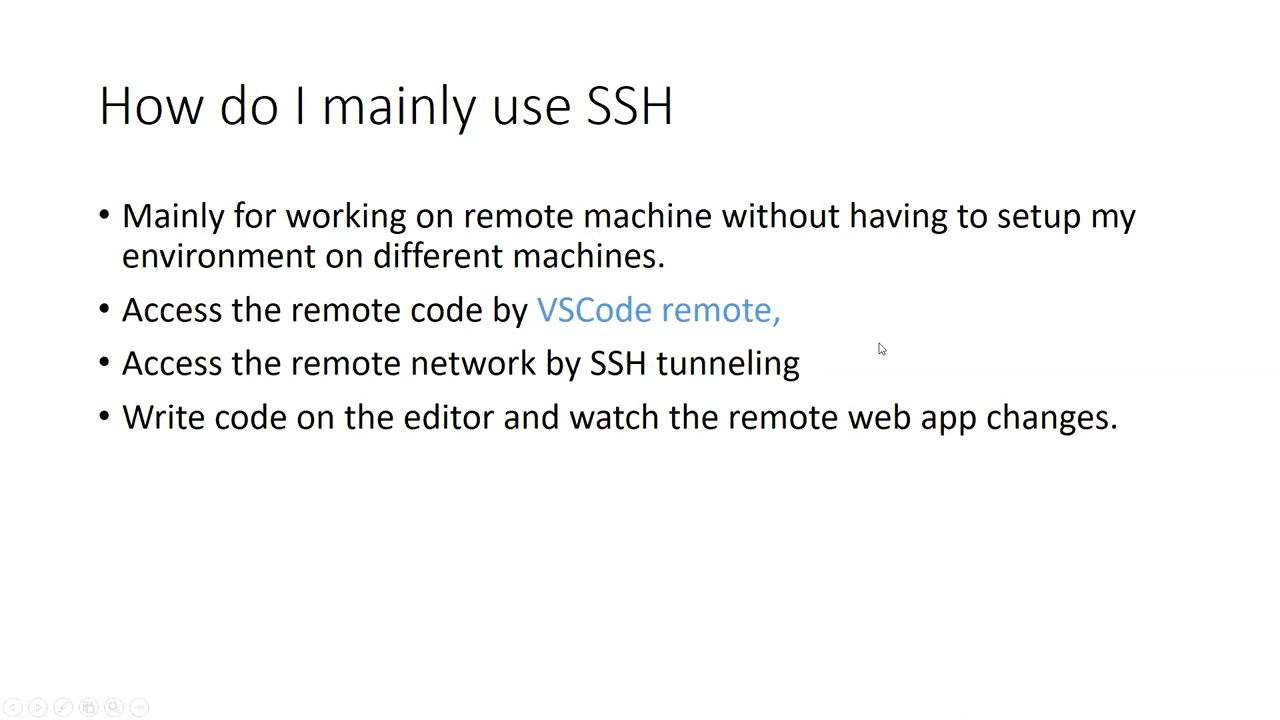 How do I mainly use SSH
• Mainly for working on remote machine without having to setup my
environment on different machines.
• Access the remote code by VSCode remote,
• Access the remote network by SSH tunneling
• Write code on the editor and watch the remote web app changes.